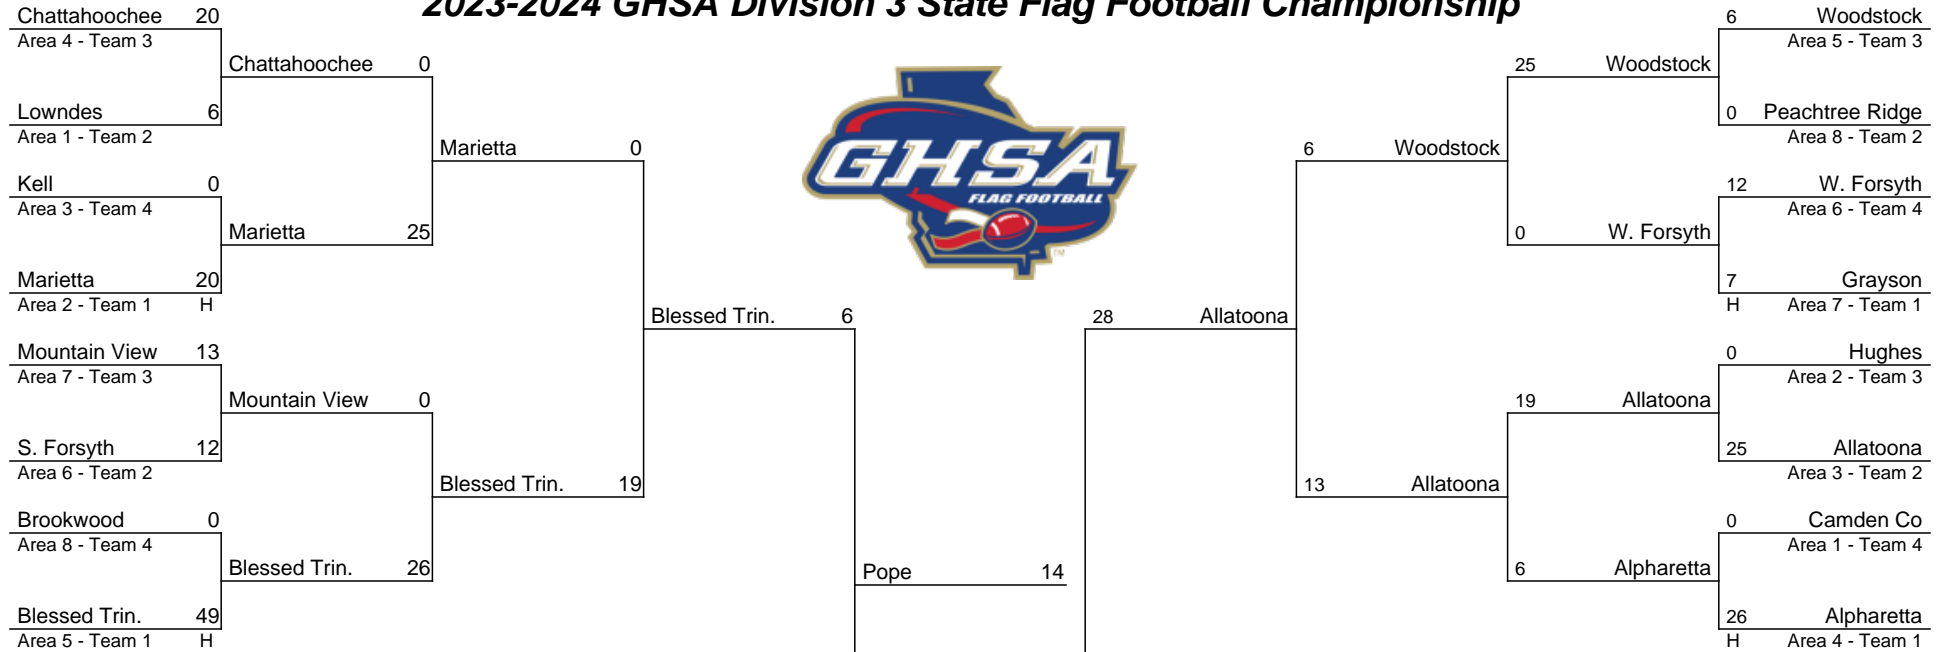 2023-2024 GHSA Division 3 State Flag Football Championship
Chattahoochee 20
Area 4 - Team 3
Chattahoochee 0
Lowndes 6
Area 1 - Team 2
Marietta 0
Kell 0
Area 3 - Team 4
Marietta 25
Marietta 20
Area 2 - Team 1 H
Blessed Trin. 6
Mountain View 13
Area 7 - Team 3
Mountain View 0
S. Forsyth 12
Area 6 - Team 2
Blessed Trin. 19
Brookwood 0
Area 8 - Team 4
Blessed Trin. 26
Blessed Trin. 49
Area 5 - Team 1 H
Pope 14
GHSA
FLAG FOOTBALL
TM
6 Woodstock
Area 5 - Team 3
25 Woodstock
0 Peachtree Ridge
Area 8 - Team 2
6 Woodstock
12 W. Forsyth
Area 6 - Team 4
0 W. Forsyth
7 Grayson
H Area 7 - Team 1
28 Allatoona
0 Hughes
Area 2 - Team 3
19 Allatoona
25 Allatoona
Area 3 - Team 2
13 Allatoona
0 Camden Co
Area 1 - Team 4
6 Alpharetta
26 Alpharetta
H Area 4 - Team 1